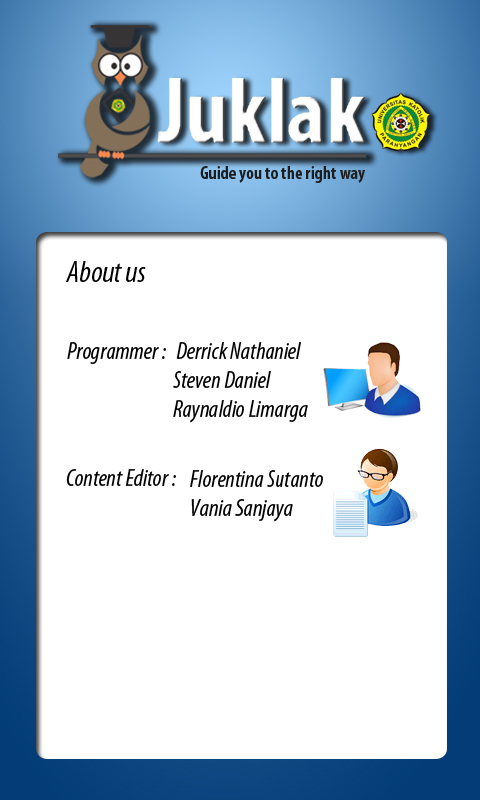 Juklak
UNIVERSITAS KATOLIK
PARAHYANGAN
Guide you to the right way
About us
Programmer : Derrick Nathaniel
Steven Daniel
Raynaldio Limarga
Content Editor : Florentina Sutanto
Vania Sanjaya